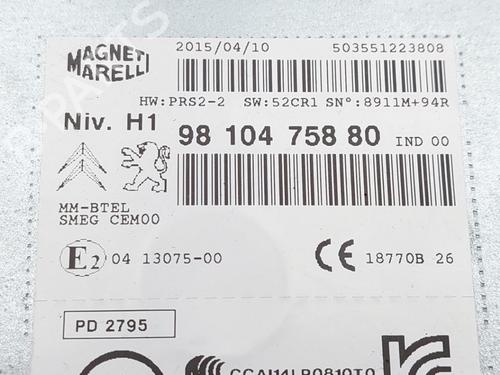 MAGNETI MARELLI
2015/04/10 503551223808
HW:PRS2-2 SW:52CR1 SN°:8911M+94R
Niv. H1 98 104 758 80 IND 00
MM-BTEL
SMEG CEM00
E2 04 13075-00 CE 18770B 26
PD 2795